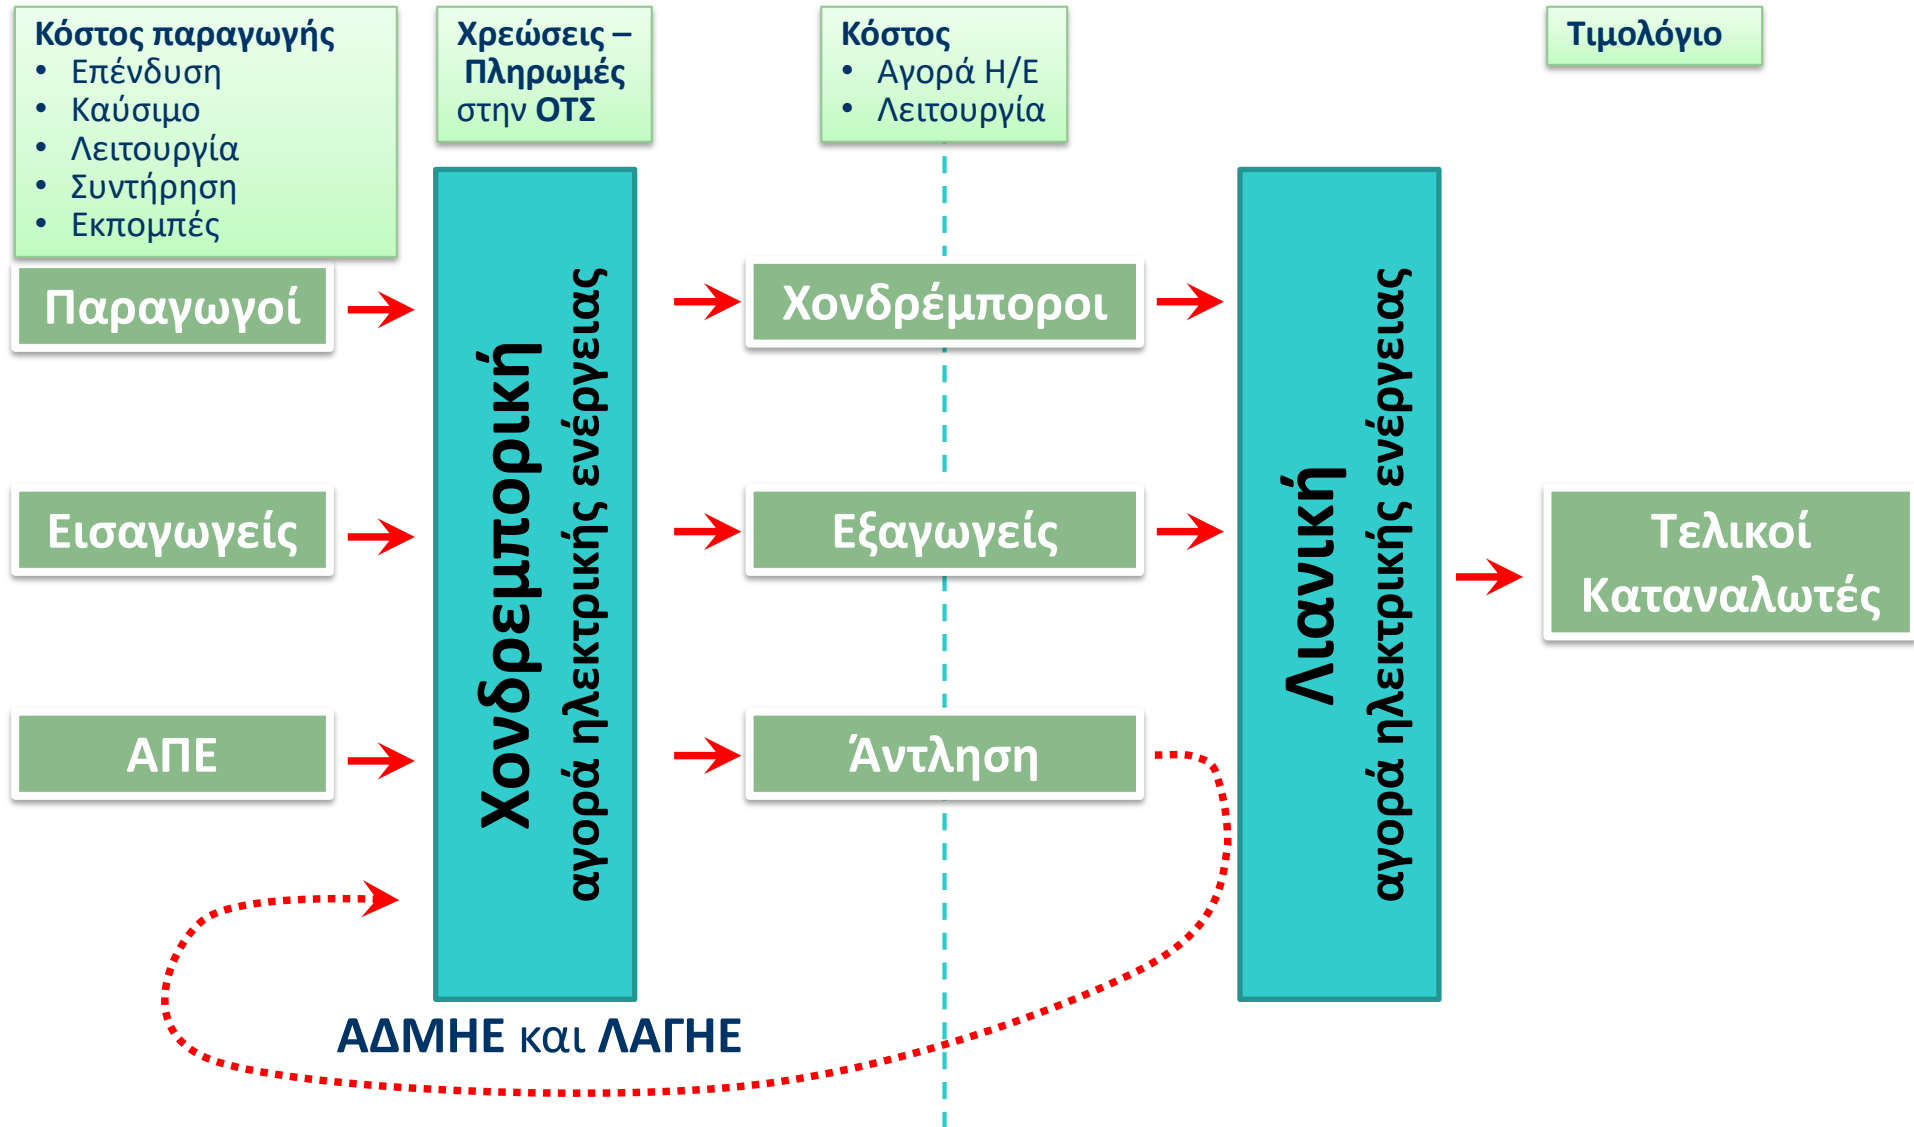 Κόστος παραγωγής
• Επένδυση
• Καύσιμο
• Λειτουργία
• Συντήρηση
• Εκπομπές
Χρεώσεις –
Πληρωμές
στην ΟΤΣ
Κόστος
• Αγορά Η/Ε
• Λειτουργία
Τιμολόγιο
Παραγωγοί
Εισαγωγείς
ΑΠΕ
Χονδρεμπορική
αγορά ηλεκτρικής ενέργειας
Χονδρέμποροι
Εξαγωγείς
Άντληση
Λιανική
αγορά ηλεκτρικής ενέργειας
Τελικοί
Καταναλωτές
ΑΔΜΗΕ και ΛΑΓΗΕ